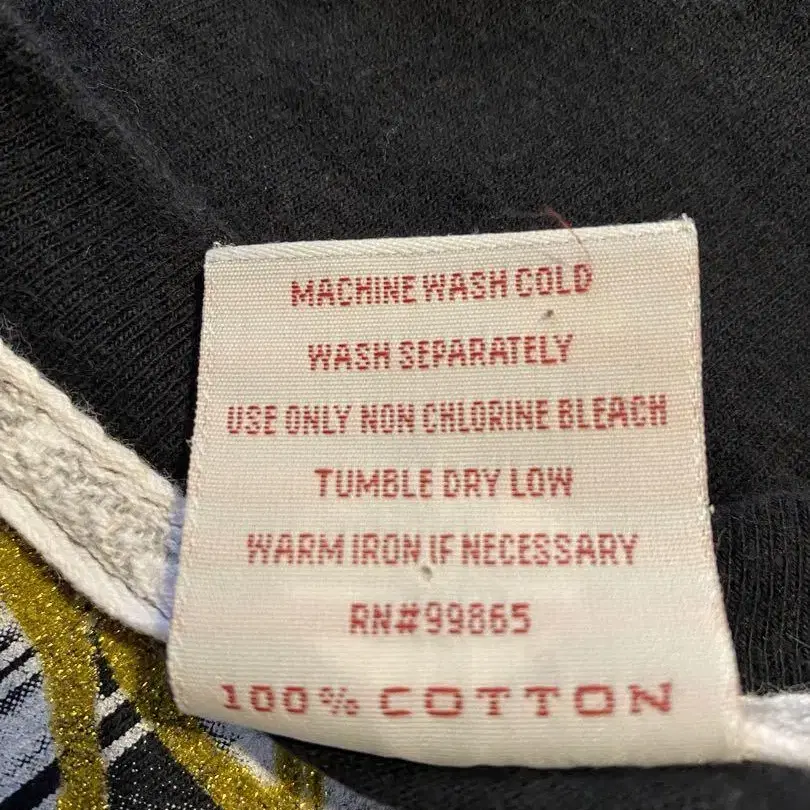 MACHINE WASH COLD
WASH SEPARATELY
USE ONLY NON CHLORINE BLEACH
TUMBLE DRY LOW
WARM IRON IF NECESSARY
RN#99865
100% COTTON